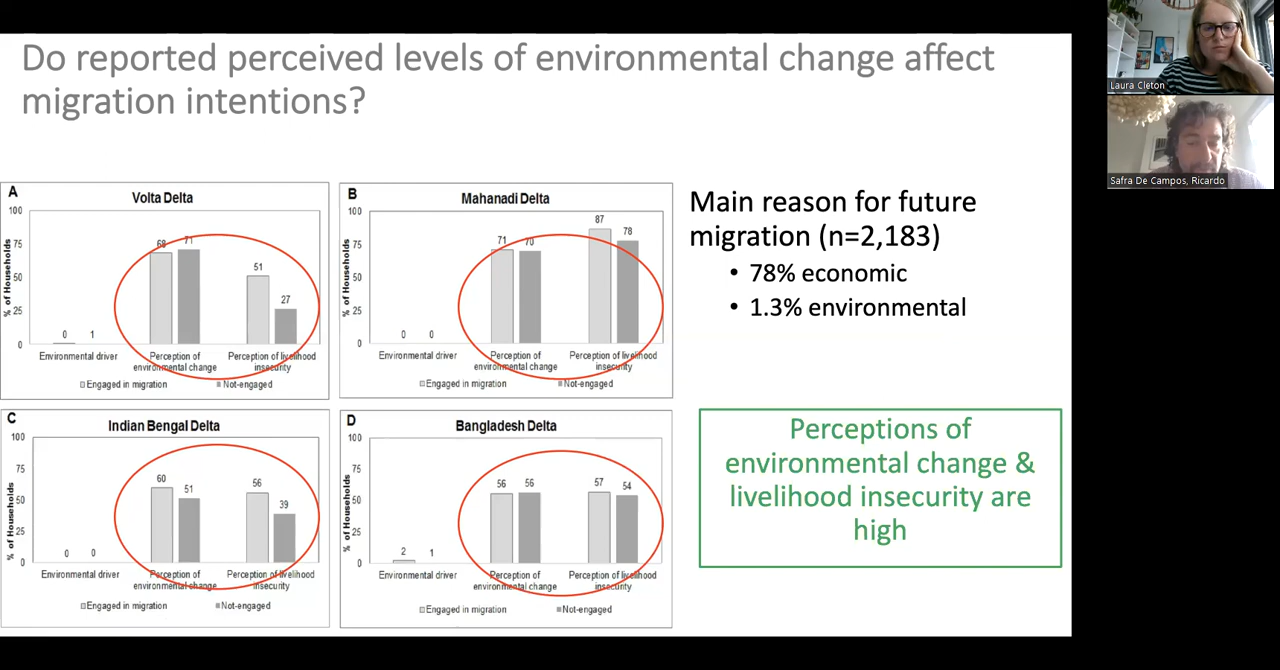 Do reported perceived levels of environmental change affect
migration intentions?
A
Volta Delta
100
75
50
25
0
% of Households
0
1
68
71
51
27
Environmental driver
Perception of
environmental change
Perception of livelihood
insecurity
Engaged in migration
Not-engaged
B
Mahanadi Delta
100
75
50
25
0
% of Households
0
0
71
70
87
78
Environmental driver
Perception of
environmental change
Perception of livelihood
insecurity
Engaged in migration
Not-engaged
C
Indian Bengal Delta
100
75
50
25
0
% of Households
0
0
60
51
56
39
Environmental driver
Perception of
environmental change
Perception of livelihood
insecurity
Engaged in migration
Not-engaged
D
Bangladesh Delta
100
75
50
25
0
% of Households
2
1
56
56
57
54
Environmental driver
Perception of
environmental change
Perception of livelihood
insecurity
Engaged in migration
Not-engaged
Main reason for future
migration (n=2,183)
• 78% economic
• 1.3% environmental
Perceptions of
environmental change &
livelihood insecurity are
high
Laura Cleton
Safra De Campos, Ricardo